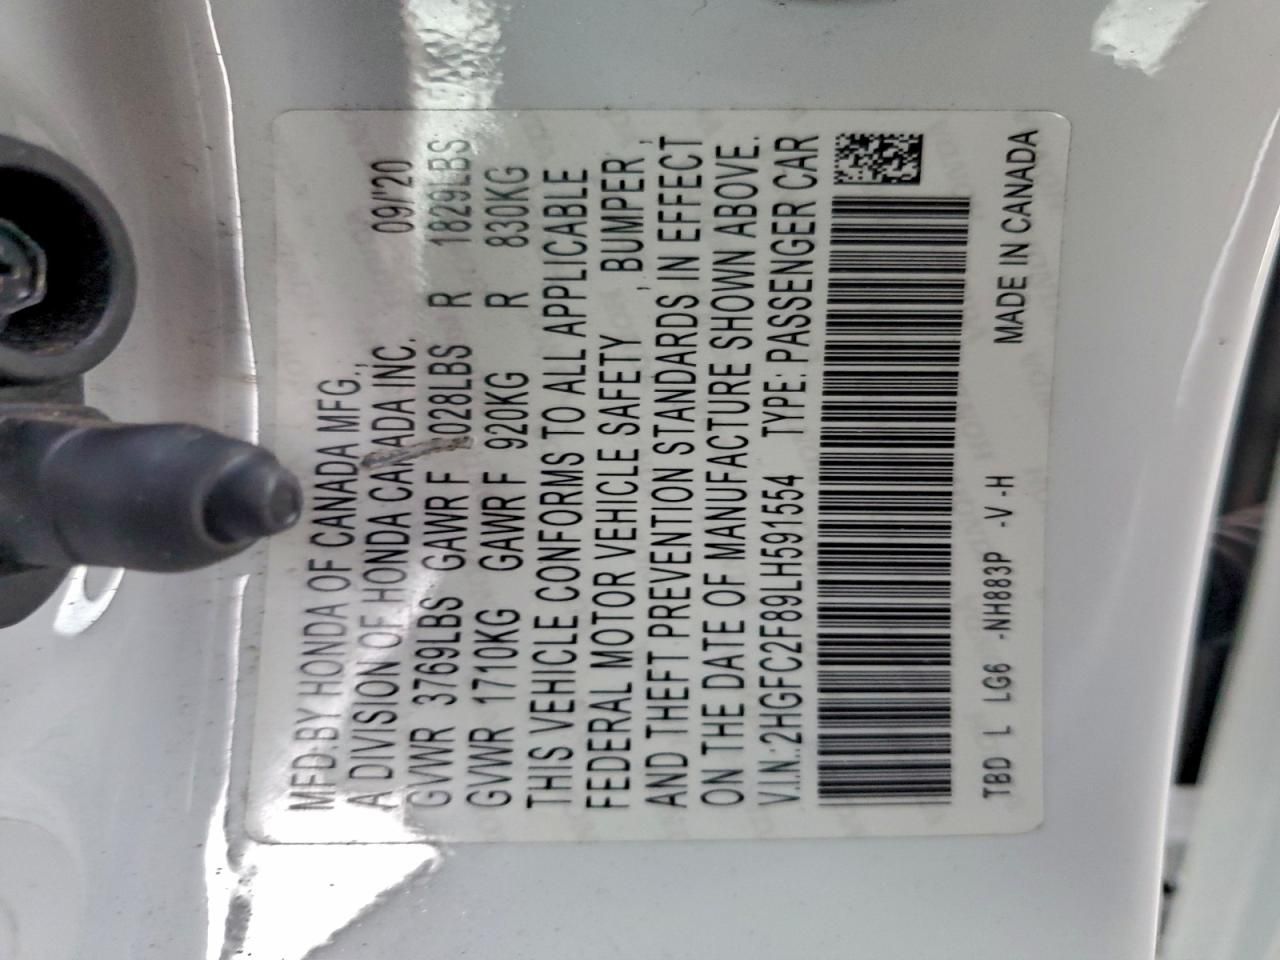 MFD.BY HONDA OF CANADA MFG.,
A DIVISION OF HONDA CANADA INC. 09/'20
GVWR 3769LBS GAWR F 028LBS R 1829LBS
GVWR 1710KG GAWR F 920KG R 830KG
THIS VEHICLE CONFORMS TO ALL APPLICABLE
FEDERAL MOTOR VEHICLE SAFETY , BUMPER ,
AND THEFT PREVENTION STANDARDS IN EFFECT
ON THE DATE OF MANUFACTURE SHOWN ABOVE.
V.I.N.:2HGFC2F89LH591554 TYPE: PASSENGER CAR
TBD L LG6 -NH883P -V -H MADE IN CANADA